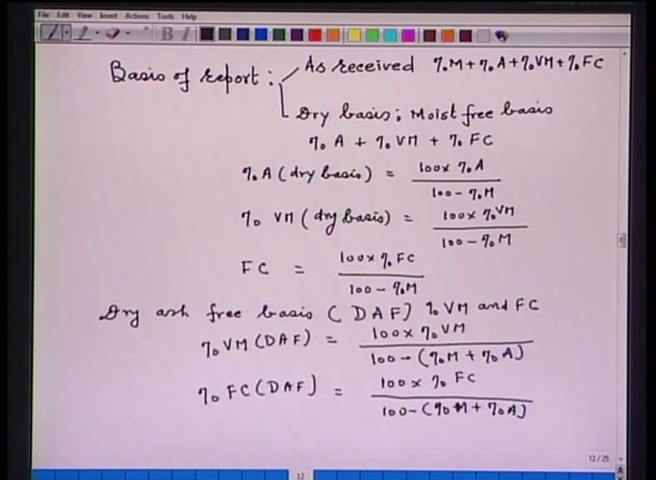 File Edit View Insert Actions Tools Help
Basis of report: As received %M + %A + %VM + %FC
Dry basis; Moist free basis
% A + % VM + % FC
%A (dry basis) = 100 x %A / 100 - %M
% VM (dry basis) = 100 x %VM / 100 - %M
FC = 100 x % FC / 100 - %M
Dry ash free basis (DAF) % VM and FC
%VM (DAF) = 100 x %VM / 100 - (%M + %A)
% FC (DAF) = 100 x % FC / 100 - (%M + %A)
12/25
12